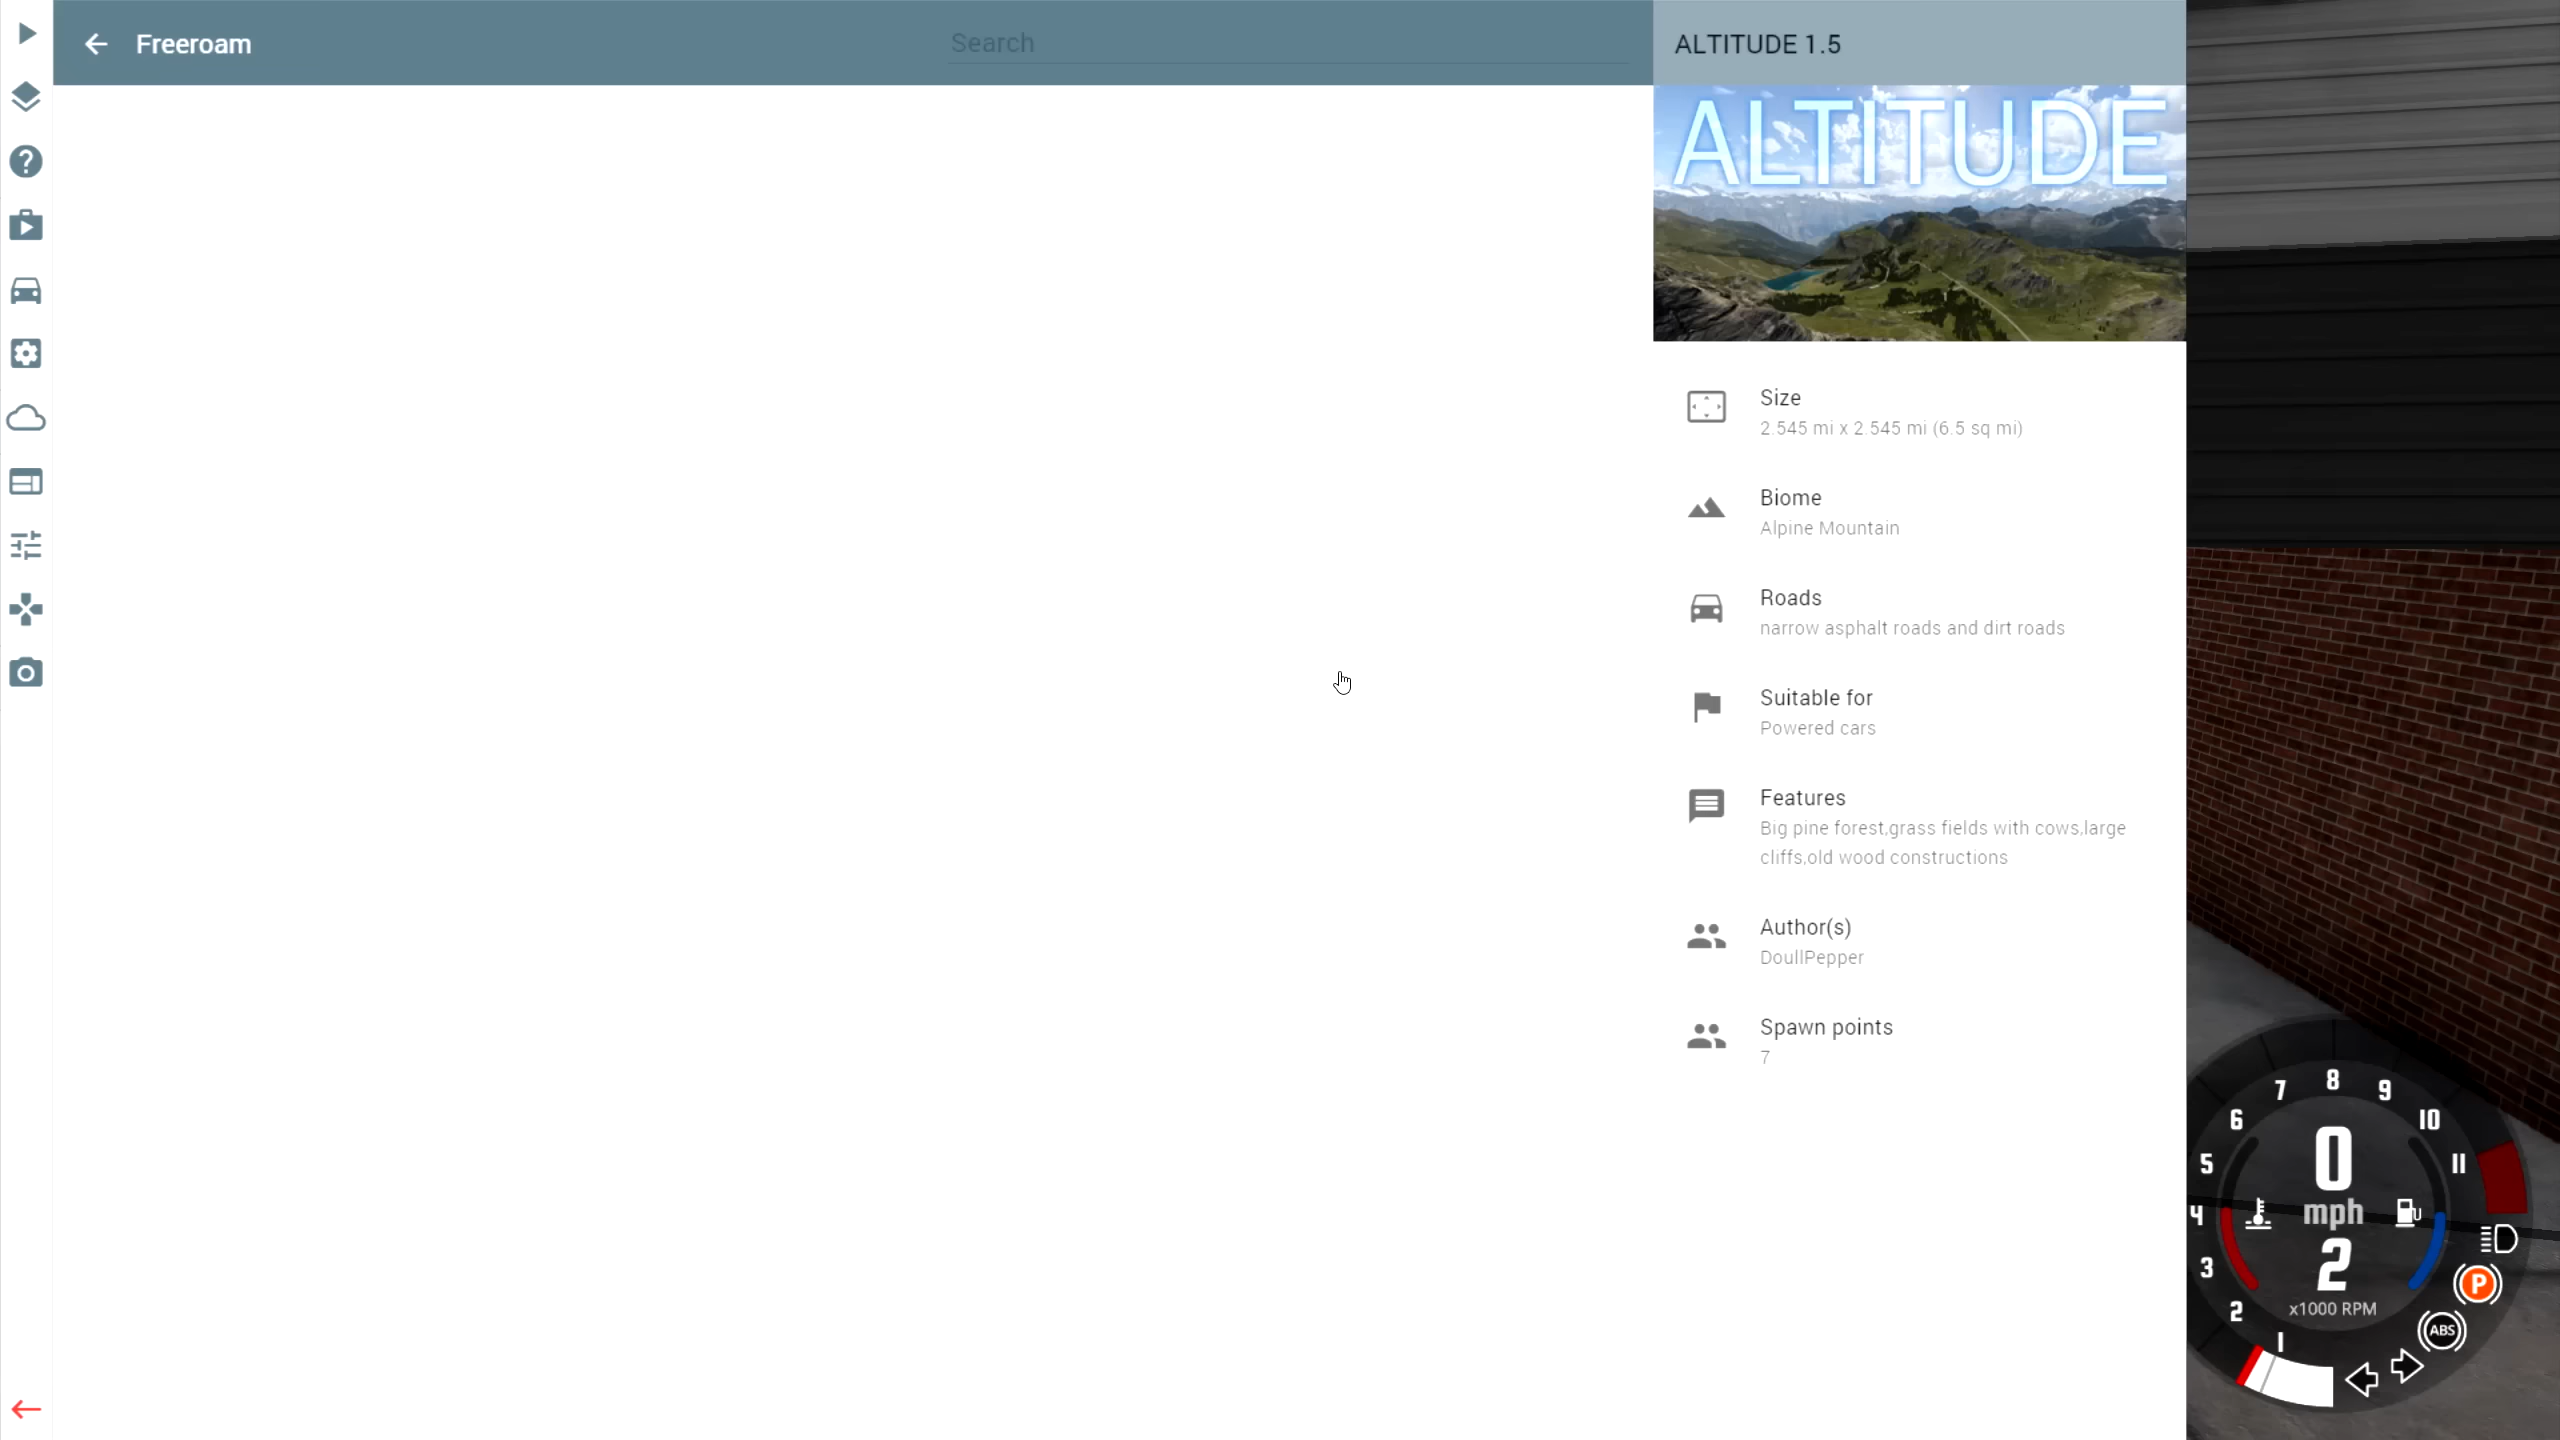 Freeroam
Search
ALTITUDE 1.5
ALTITUDE
Size
2.545 mi x 2.545 mi (6.5 sq mi)
Biome
Alpine Mountain
Roads
narrow asphalt roads and dirt roads
Suitable for
Powered cars
Features
Big pine forest,grass fields with cows,large
cliffs,old wood constructions
Author(s)
DoullPepper
Spawn points
7
1
2
3
4
5
6
7
8
9
10
11
0
mph
2
x1000 RPM
P
ABS